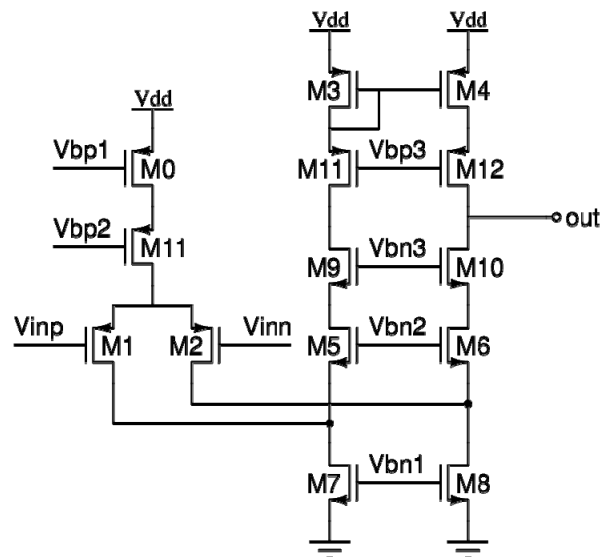 Vdd Vdd
M3 M4
Vdd
Vbp1 M0
M11 Vbp3 M12
Vbp2 M11
out
M9 Vbn3 M10
Vinp M1 M2 Vinn
M5 Vbn2 M6
M7 Vbn1 M8